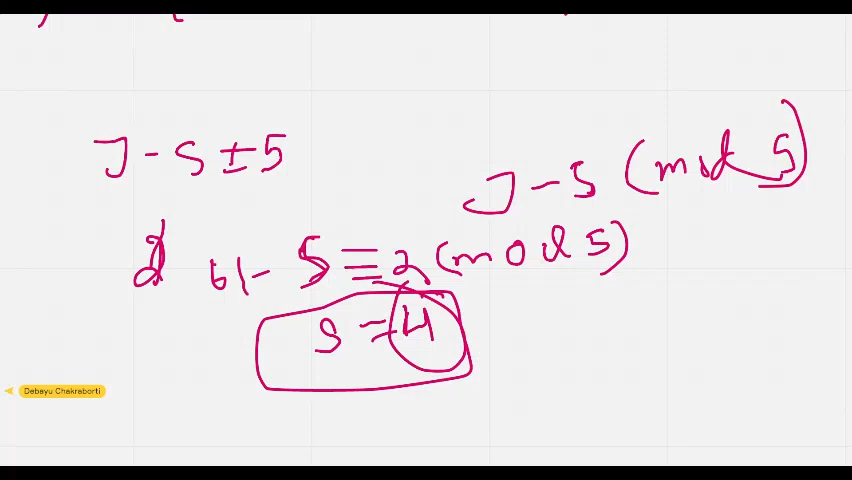 J - S ± 5
J - S (mod 5)
61 - S ≡ 2 (mod 5)
S = 4
Debayu Chakraborti